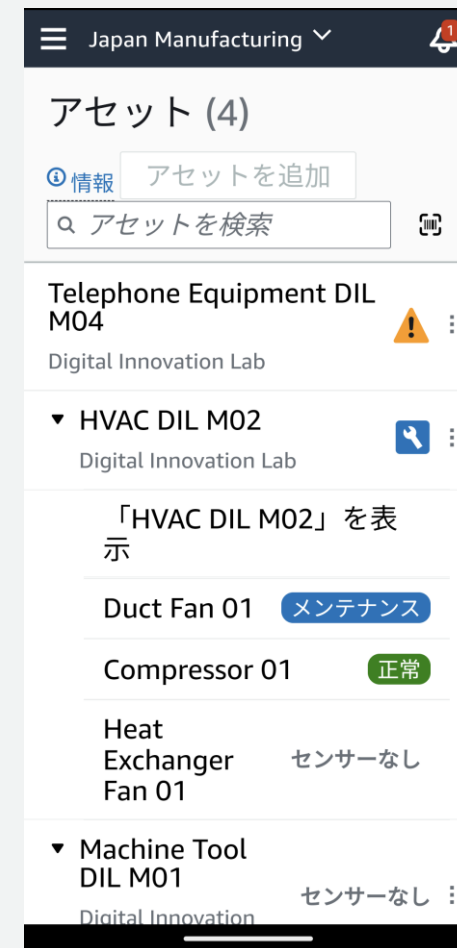 Japan Manufacturing
1
アセット (4)
情報
アセットを追加
アセットを検索
Telephone Equipment DIL
M04
Digital Innovation Lab
HVAC DIL M02
Digital Innovation Lab
「HVAC DIL M02」を表
示
Duct Fan 01
メンテナンス
Compressor 01
正常
Heat
Exchanger
Fan 01
センサーなし
Machine Tool
DIL M01
センサーなし
Digital Innovation